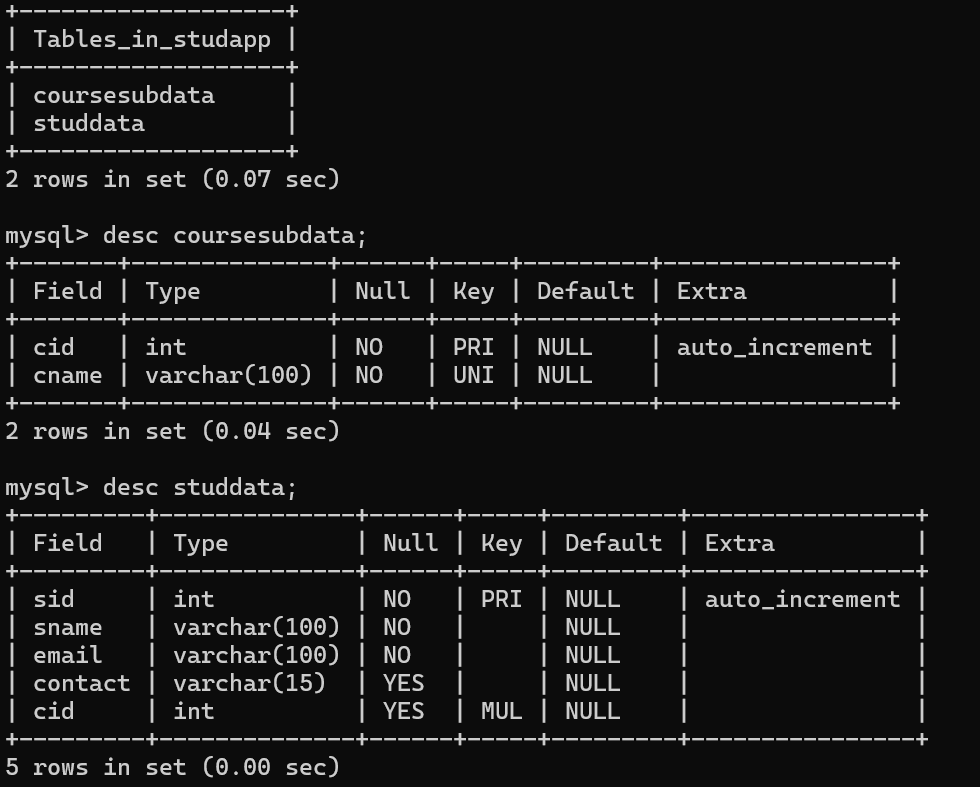 +-------------------+
| Tables_in_studapp |
+-------------------+
| coursesubdata     |
| studdata          |
+-------------------+
2 rows in set (0.07 sec)

mysql> desc coursesubdata;
+-------+--------------+------+-----+---------+----------------+
| Field | Type         | Null | Key | Default | Extra          |
+-------+--------------+------+-----+---------+----------------+
| cid   | int          | NO   | PRI | NULL    | auto_increment |
| cname | varchar(100) | NO   | UNI | NULL    |                |
+-------+--------------+------+-----+---------+----------------+
2 rows in set (0.04 sec)

mysql> desc studdata;
+---------+--------------+------+-----+---------+----------------+
| Field   | Type         | Null | Key | Default | Extra          |
+---------+--------------+------+-----+---------+----------------+
| sid     | int          | NO   | PRI | NULL    | auto_increment |
| sname   | varchar(100) | NO   |     | NULL    |                |
| email   | varchar(100) | NO   |     | NULL    |                |
| contact | varchar(15)  | YES  |     | NULL    |                |
| cid     | int          | YES  | MUL | NULL    |                |
+---------+--------------+------+-----+---------+----------------+
5 rows in set (0.00 sec)